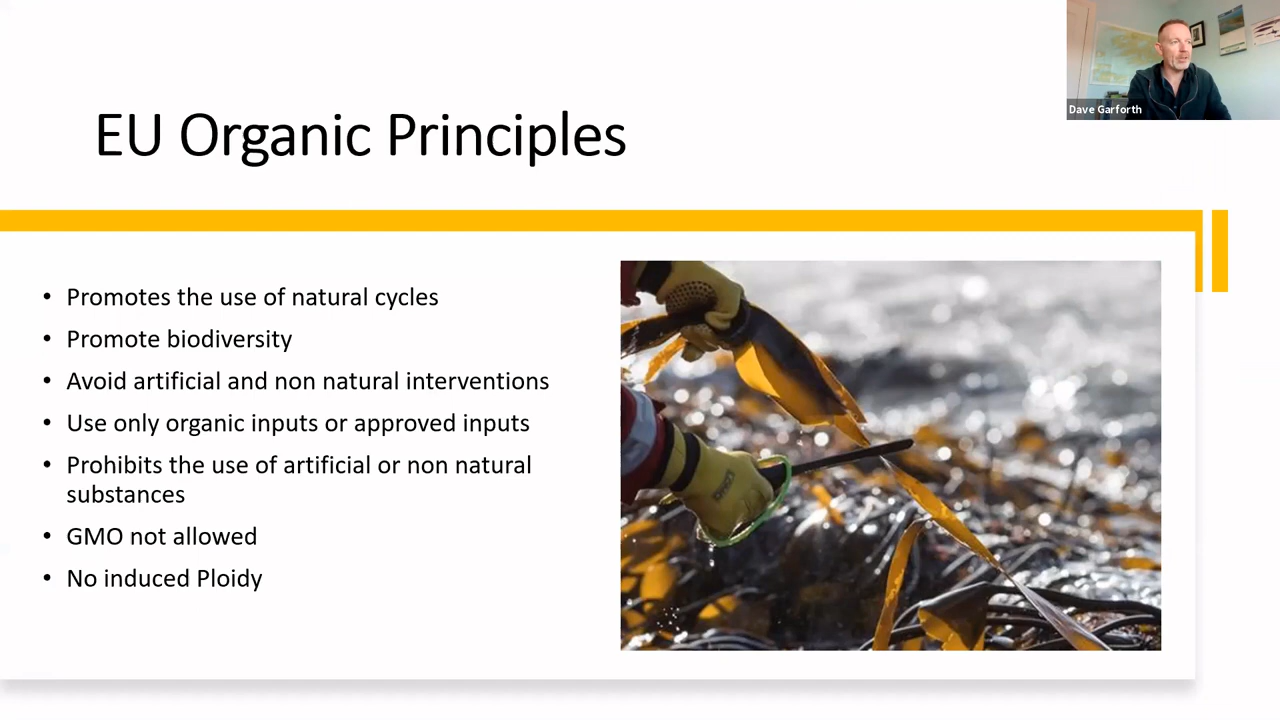 Dave Garforth
EU Organic Principles
• Promotes the use of natural cycles
• Promote biodiversity
• Avoid artificial and non natural interventions
• Use only organic inputs or approved inputs
• Prohibits the use of artificial or non natural
substances
• GMO not allowed
• No induced Ploidy